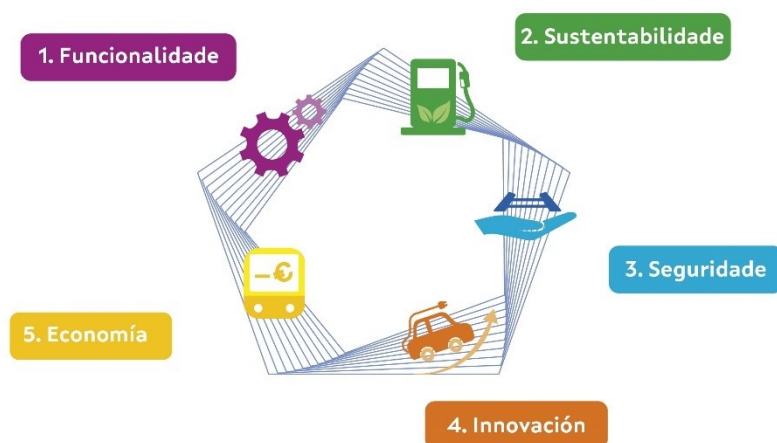 1. Funcionalidade
2. Sustentabilidade
3. Seguridade
4. Innovación
5. Economía
–€